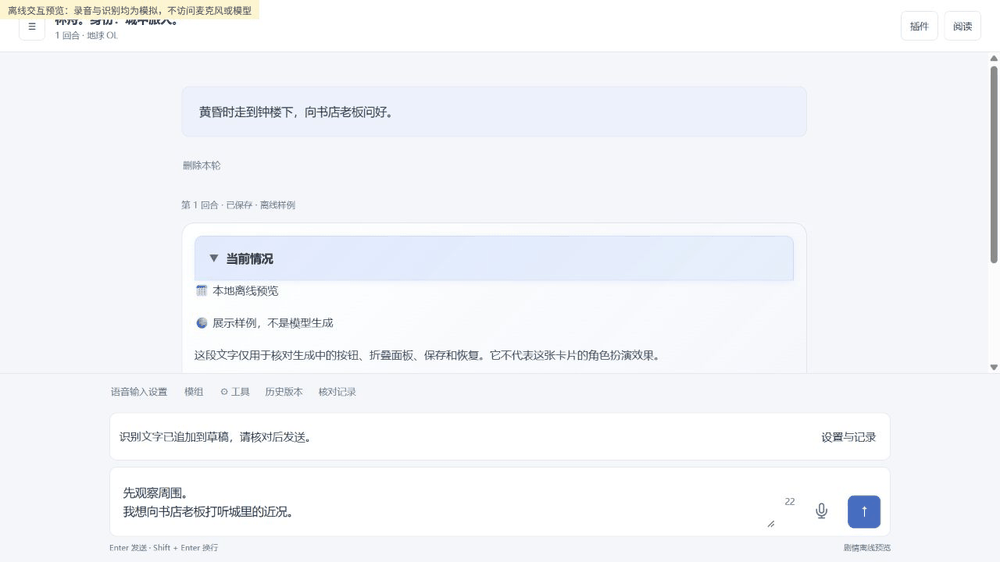 离线交互预览：录音与识别均为模拟，不访问麦克风或模型
林舟。身份：城中旅人。
1 回合 · 地球 OL
插件
阅读
黄昏时走到钟楼下，向书店老板问好。
删除本轮
第 1 回合 · 已保存 · 离线样例
▼ 当前情况
本地离线预览
展示样例，不是模型生成
这段文字仅用于核对生成中的按钮、折叠面板、保存和恢复。它不代表这张卡片的角色扮演效果。
语音输入设置 模组 工具 历史版本 核对记录
识别文字已追加到草稿，请核对后发送。
设置与记录
先观察周围。
我想向书店老板打听城里的近况。
22
Enter 发送 · Shift + Enter 换行
剧情离线预览